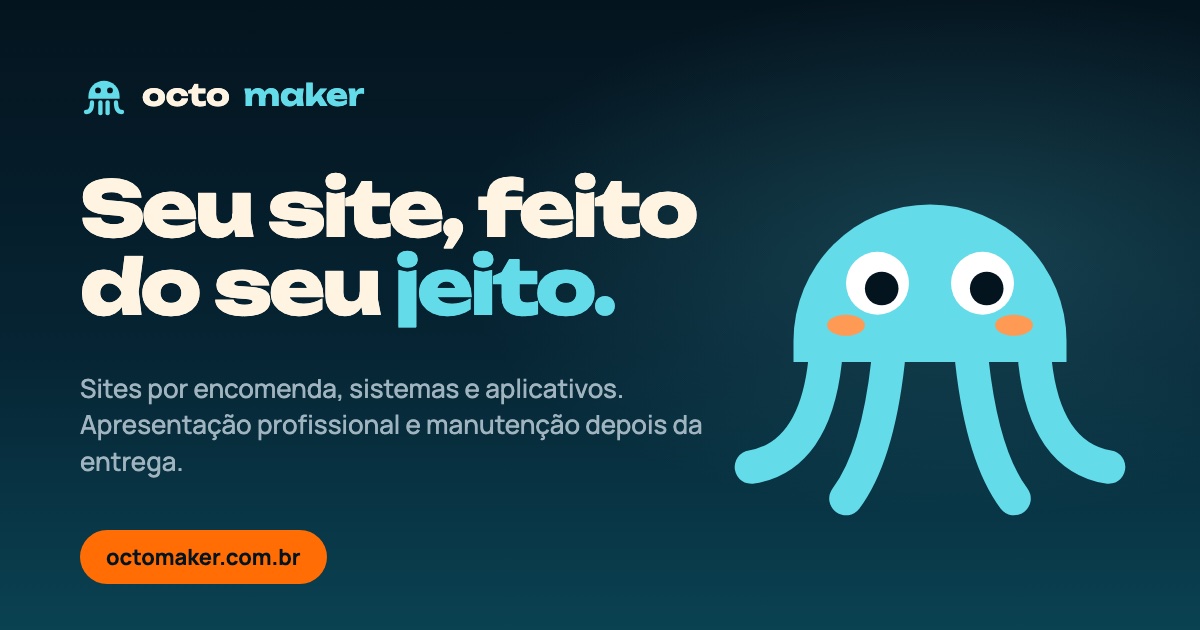 octo maker
Seu site, feito
do seu jeito.
Sites por encomenda, sistemas e aplicativos.
Apresentação profissional e manutenção depois da
entrega.
octomaker.com.br